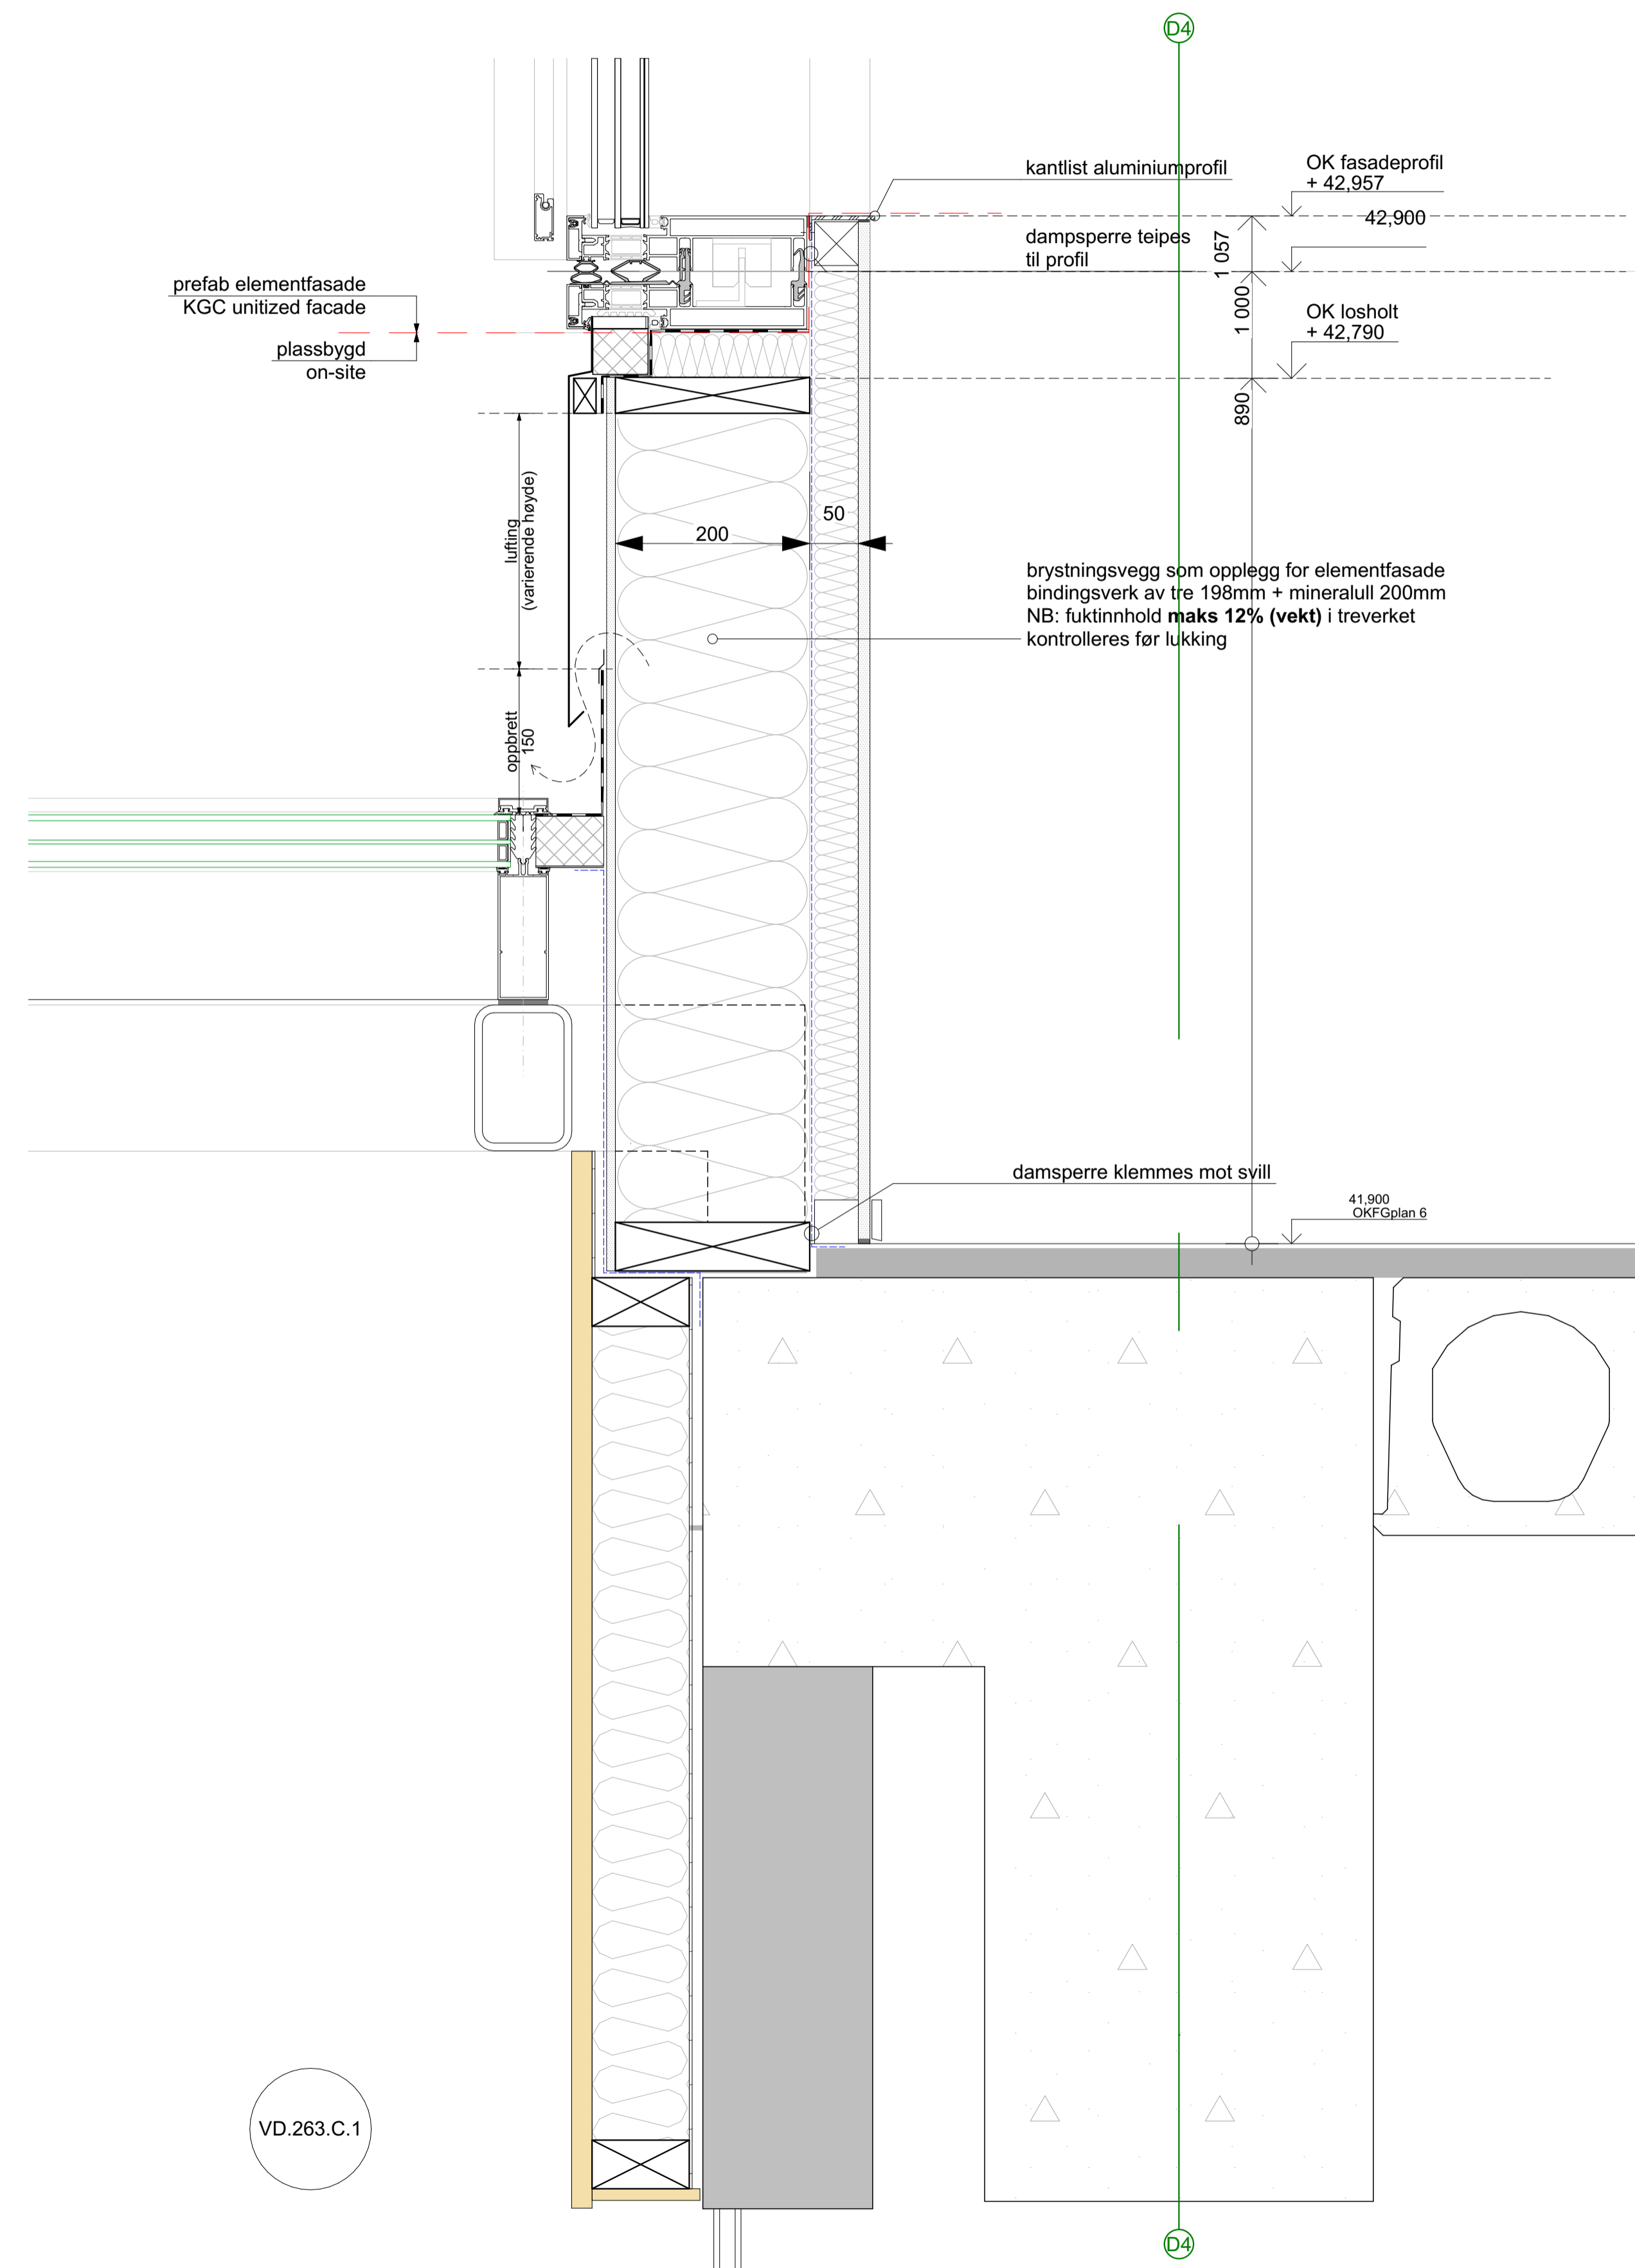 D4
kantlist aluminiumprofil
OK fasadeprofil
+ 42,957
42,900
dampsperre teipes
til profil
1 057
prefab elementfasade
KGC unitized facade
plassbygd
on-site
1 000
OK losholt
+ 42,790
890
lufting
(varierende høyde)
200
50
brystningsvegg som opplegg for elementfasade
bindingsverk av tre 198mm + mineralull 200mm
NB: fuktinnhold maks 12% (vekt) i treverket
kontrolleres før lukking
oppbrett
150
damsperre klemmes mot svill
41,900
OKFGplan 6
VD.263.C.1
D4